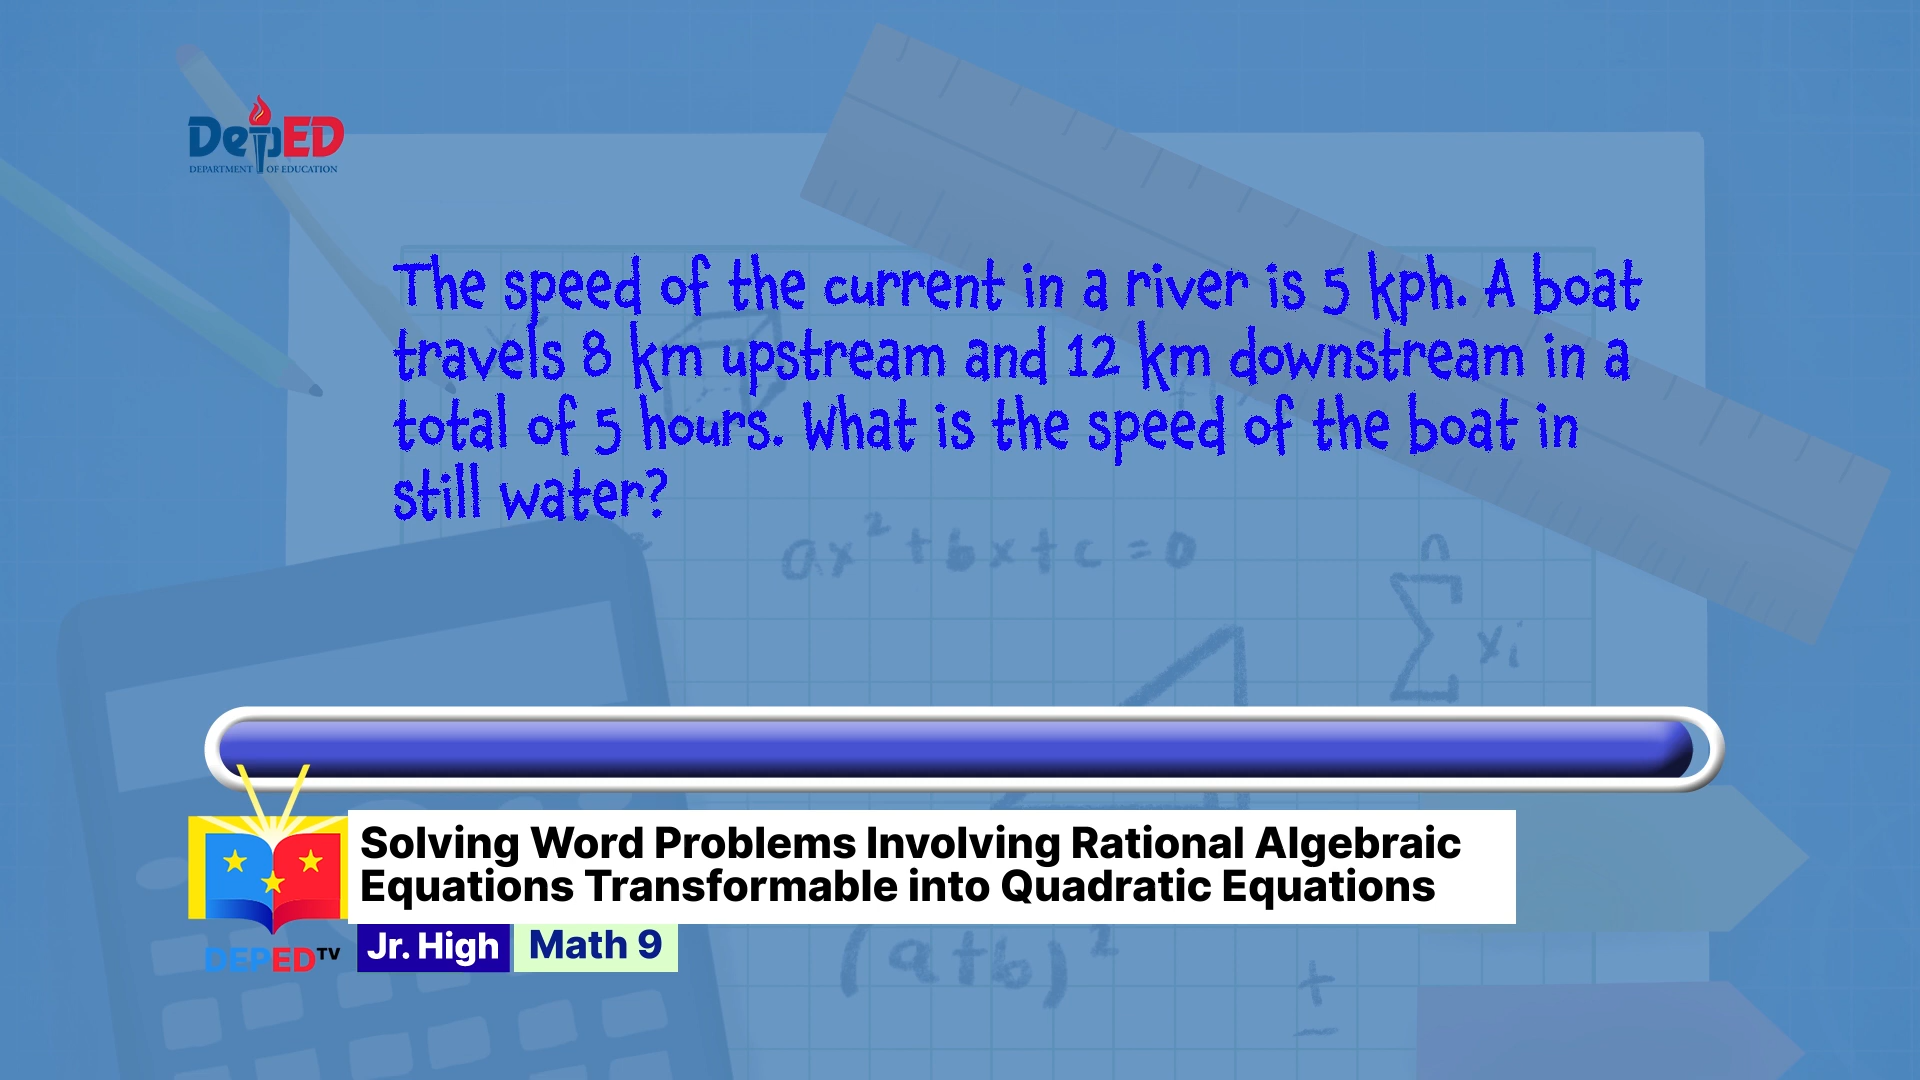 DepED
DEPARTMENT OF EDUCATION
The speed of the current in a river is 5 kph. A boat
travels 8 km upstream and 12 km downstream in a
total of 5 hours. What is the speed of the boat in
still water?
ax² + bx + c = 0
n
∑ xi
Solving Word Problems Involving Rational Algebraic
Equations Transformable into Quadratic Equations
DEPED TV
Jr. High Math 9
(a+b)²
+
−